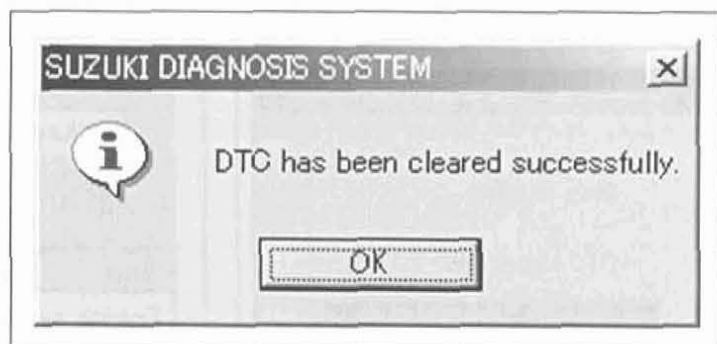 SUZUKI DIAGNOSIS SYSTEM
DTC has been cleared successfully.
OK